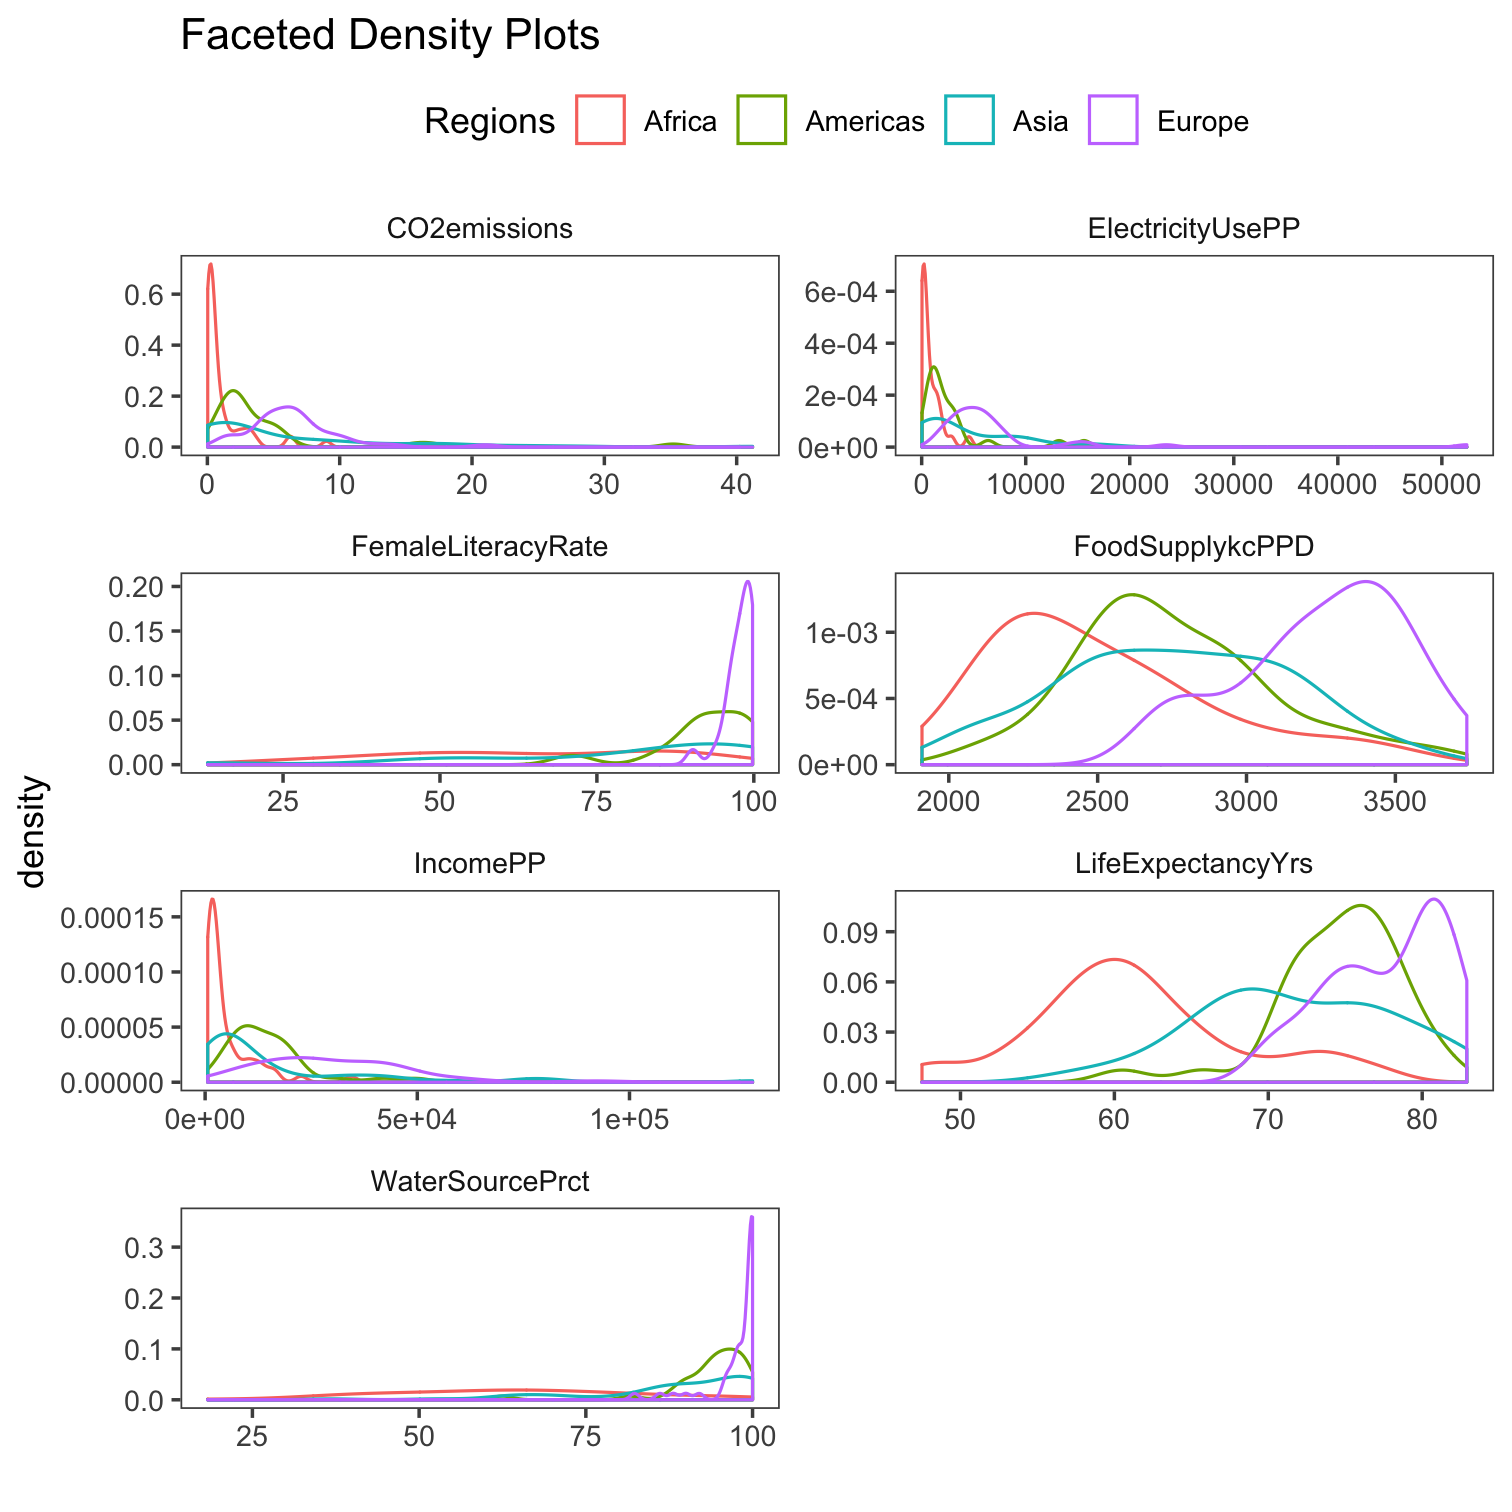 Faceted Density Plots
Regions Africa Americas Asia Europe
CO2emissions
0.6
0.4
0.2
0.0
0 10 20 30 40
ElectricityUsePP
6e-04
4e-04
2e-04
0e+00
0 10000 20000 30000 40000 50000
FemaleLiteracyRate
0.20
0.15
0.10
0.05
0.00
25 50 75 100
FoodSupplykcPPD
1e-03
5e-04
0e+00
2000 2500 3000 3500
density
IncomePP
0.00015
0.00010
0.00005
0.00000
0e+00 5e+04 1e+05
LifeExpectancyYrs
0.09
0.06
0.03
0.00
50 60 70 80
WaterSourcePrct
0.3
0.2
0.1
0.0
25 50 75 100